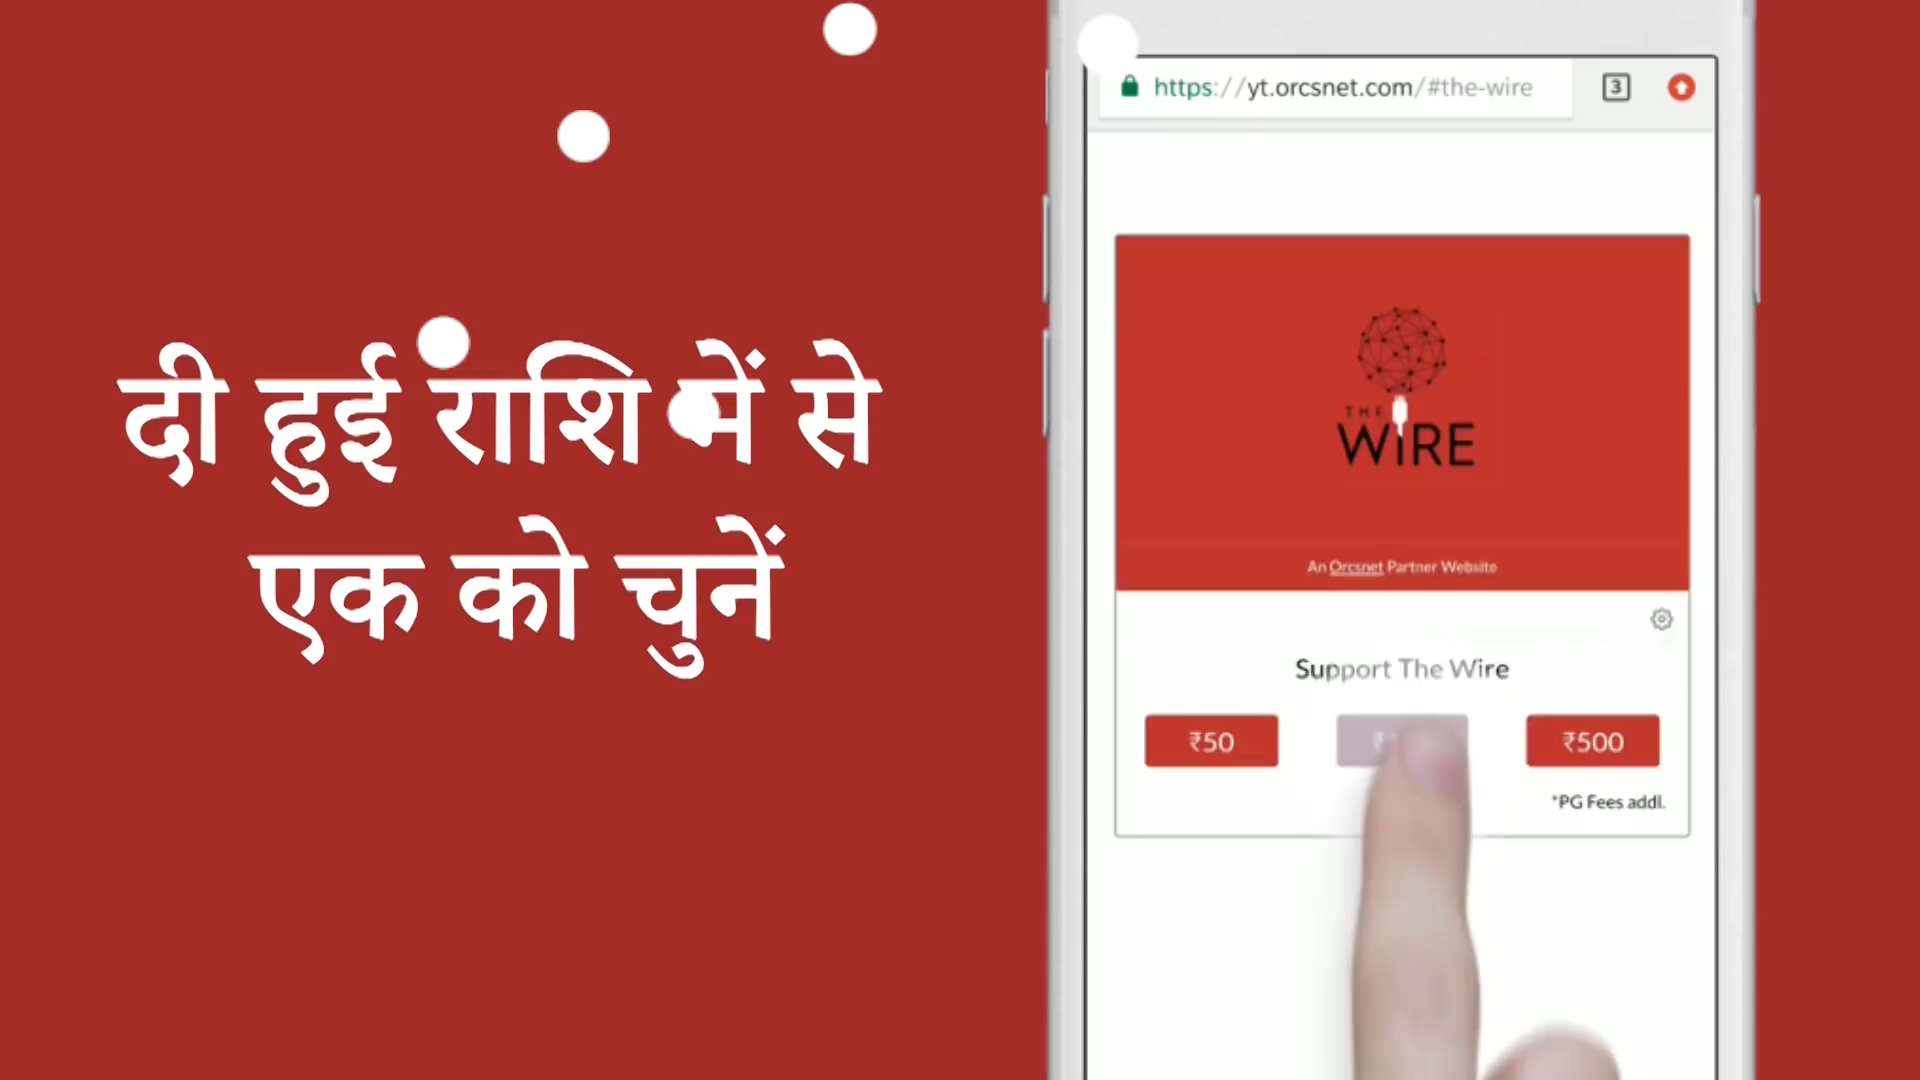 दी हुई राशि में से
एक को चुनें
https://yt.orcsnet.com/#the-wire
3
THE
WIRE
An Orcsnet Partner Website
Support The Wire
₹50
₹500
*PG Fees addl.